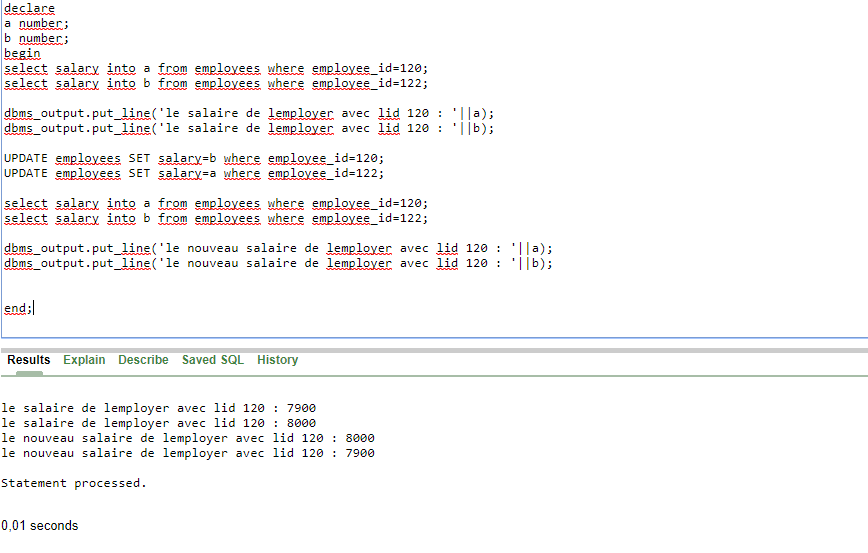 declare
a number;
b number;
begin
select salary into a from employees where employee_id=120;
select salary into b from employees where employee_id=122;
dbms_output.put_line('le salaire de lemployer avec lid 120 : '||a);
dbms_output.put_line('le salaire de lemployer avec lid 120 : '||b);
UPDATE employees SET salary=b where employee_id=120;
UPDATE employees SET salary=a where employee_id=122;
select salary into a from employees where employee_id=120;
select salary into b from employees where employee_id=122;
dbms_output.put_line('le nouveau salaire de lemployer avec lid 120 : '||a);
dbms_output.put_line('le nouveau salaire de lemployer avec lid 120 : '||b);
end;
Results Explain Describe Saved SQL History
le salaire de lemployer avec lid 120 : 7900
le salaire de lemployer avec lid 120 : 8000
le nouveau salaire de lemployer avec lid 120 : 8000
le nouveau salaire de lemployer avec lid 120 : 7900
Statement processed.
0,01 seconds